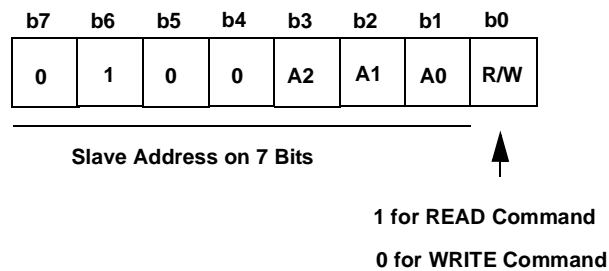 b7 b6 b5 b4 b3 b2 b1 b0
0 1 0 0 A2 A1 A0 R/W
Slave Address on 7 Bits
1 for READ Command
0 for WRITE Command